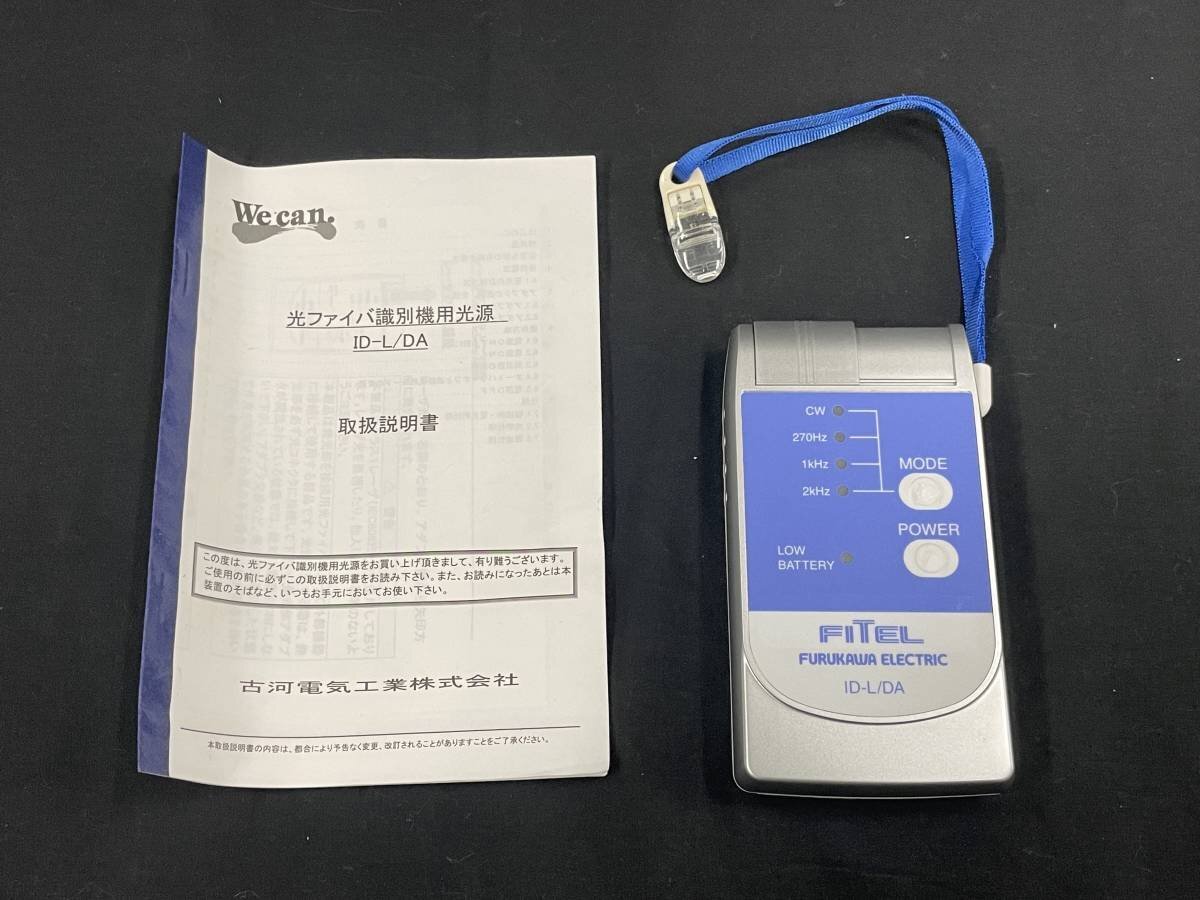 We can.
光ファイバ識別機用光源
ID-L/DA
取扱説明書
この度は、光ファイバ識別機用光源をお買い上げ頂きまして、有り難うございます。
ご使用の前に必ずこの取扱説明書をお読み下さい。また、お読みになったあとは本
装置のそばなど、いつもお手元においてお使い下さい。
古河電気工業株式会社
本取扱説明書の内容は、都合により予告なく変更、改訂されることがありますことをご了承ください。
CW
270Hz
1kHz
2kHz
MODE
POWER
LOW
BATTERY
FITEL
FURUKAWA ELECTRIC
ID-L/DA